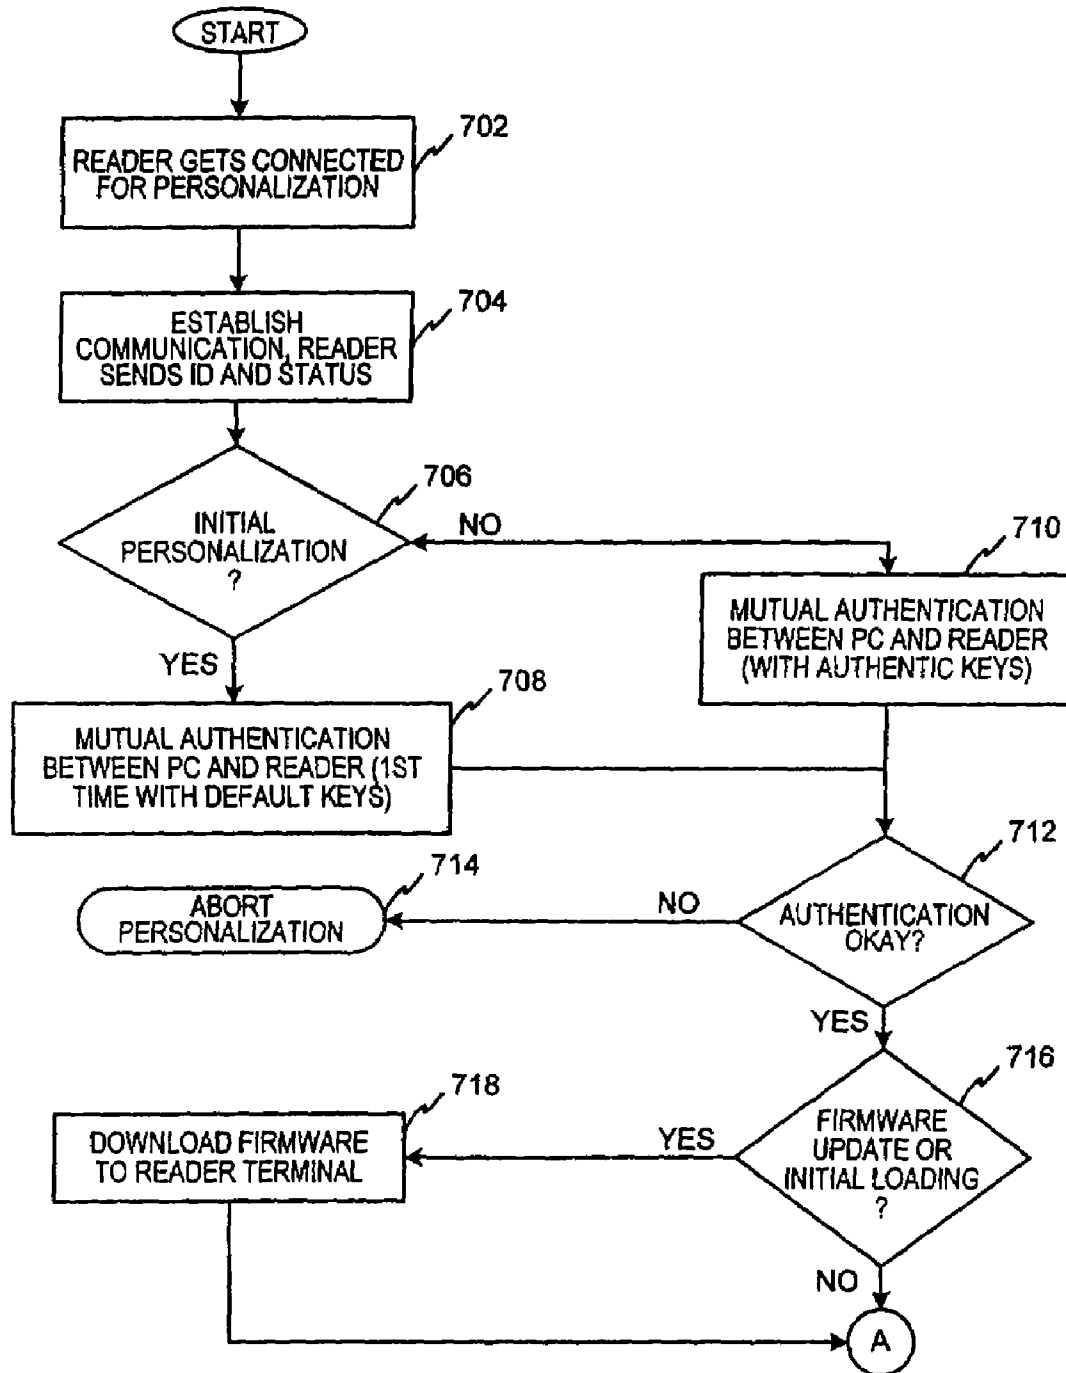 START
702
READER GETS CONNECTED
FOR PERSONALIZATION
704
ESTABLISH
COMMUNICATION, READER
SENDS ID AND STATUS
706
INITIAL
PERSONALIZATION
?
NO
710
MUTUAL AUTHENTICATION
BETWEEN PC AND READER
(WITH AUTHENTIC KEYS)
YES
708
MUTUAL AUTHENTICATION
BETWEEN PC AND READER (1ST
TIME WITH DEFAULT KEYS)
712
AUTHENTICATION
OKAY?
NO
714
ABORT
PERSONALIZATION
YES
716
FIRMWARE
UPDATE OR
INITIAL LOADING
?
YES
718
DOWNLOAD FIRMWARE
TO READER TERMINAL
NO
A